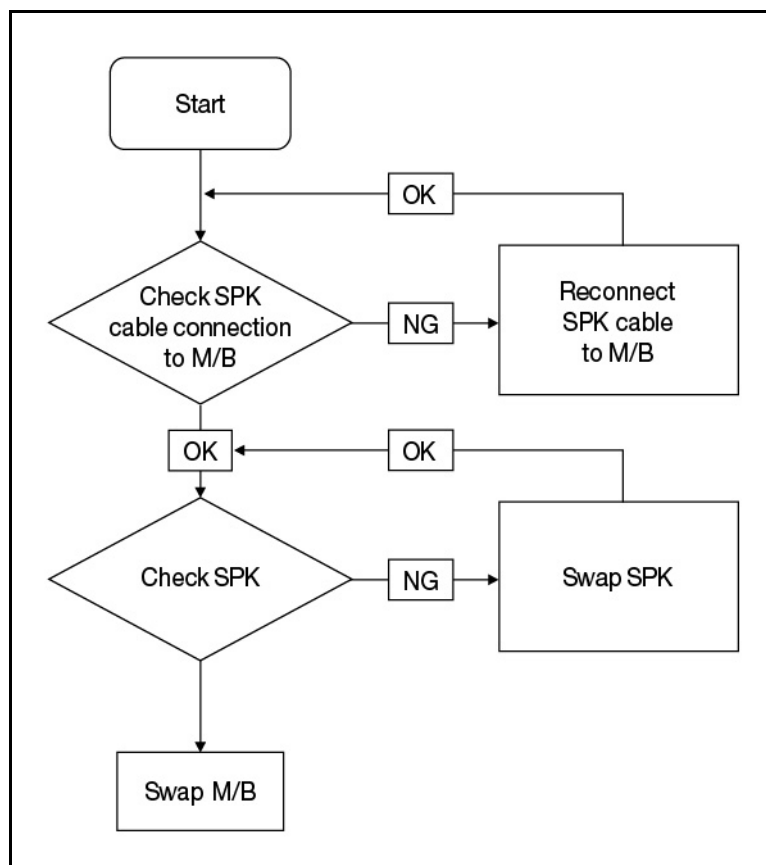 Start
OK
Check SPK
cable connection
to M/B
NG
Reconnect
SPK cable
to M/B
OK
OK
Check SPK
NG
Swap SPK
Swap M/B